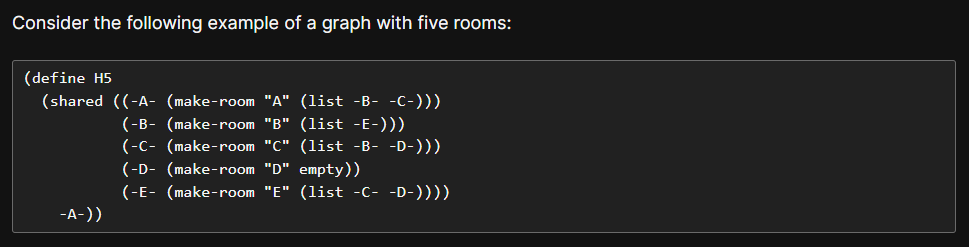 Consider the following example of a graph with five rooms:
(define H5
  (shared ((-A- (make-room "A" (list -B- -C-)))
           (-B- (make-room "B" (list -E-)))
           (-C- (make-room "C" (list -B- -D-)))
           (-D- (make-room "D" empty))
           (-E- (make-room "E" (list -C- -D-))))
    -A-))